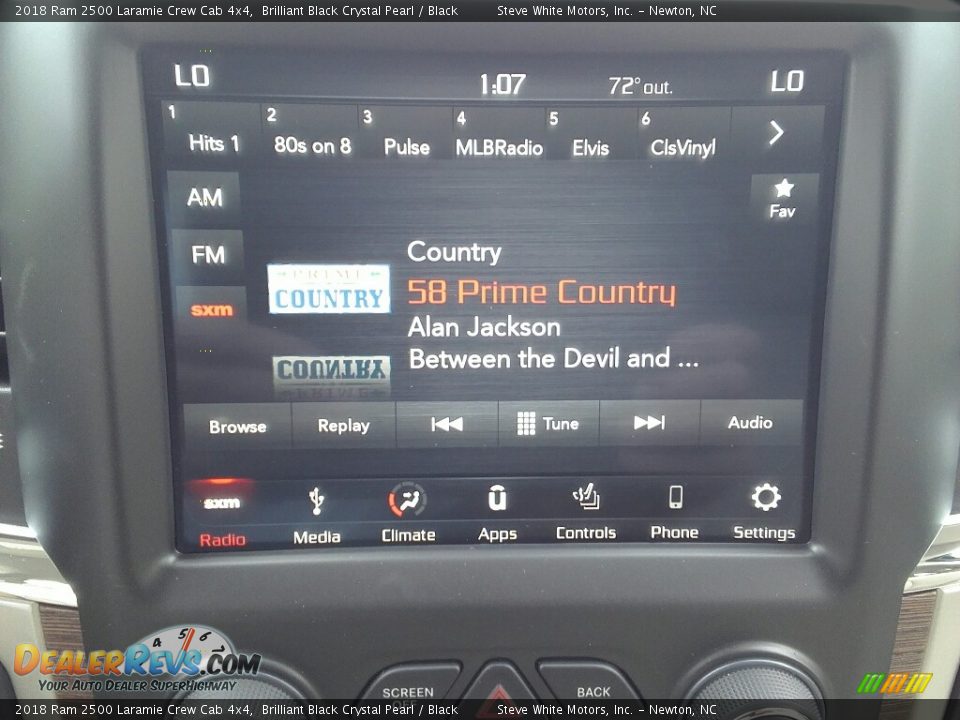 2018 Ram 2500 Laramie Crew Cab 4x4, Brilliant Black Crystal Pearl / Black Steve White Motors, Inc. - Newton, NC
LO 1:07 72° out. LO
1 Hits 1 2 80s on 8 3 Pulse 4 MLBRadio 5 Elvis 6 ClsVinyl
AM
Fav
FM
sxm
PRIME
COUNTRY
Country
58 Prime Country
Alan Jackson
Between the Devil and ...
Browse Replay Tune Audio
sxm
Radio Media Climate Apps Controls Phone Settings
SCREEN
OFF
BACK
4 5 6
DealerRevs.com
Your Auto Dealer SuperHighway
2018 Ram 2500 Laramie Crew Cab 4x4, Brilliant Black Crystal Pearl / Black Steve White Motors, Inc. - Newton, NC